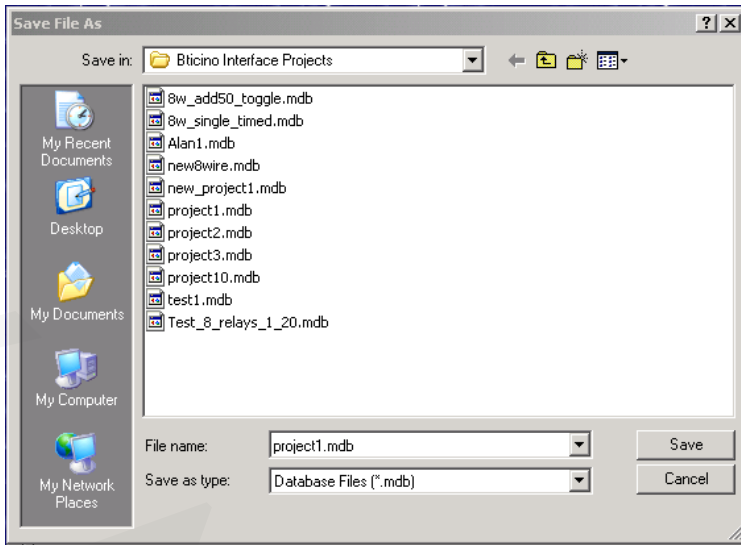 Save File As
Save in:
Bticino Interface Projects
My Recent
Documents
Desktop
My Documents
My Computer
My Network
Places
8w_add50_toggle.mdb
8w_single_timed.mdb
Alan1.mdb
new8wire.mdb
new_project1.mdb
project1.mdb
project2.mdb
project3.mdb
project10.mdb
test1.mdb
Test_8_relays_1_20.mdb
File name:
project1.mdb
Save
Save as type:
Database Files (*.mdb)
Cancel